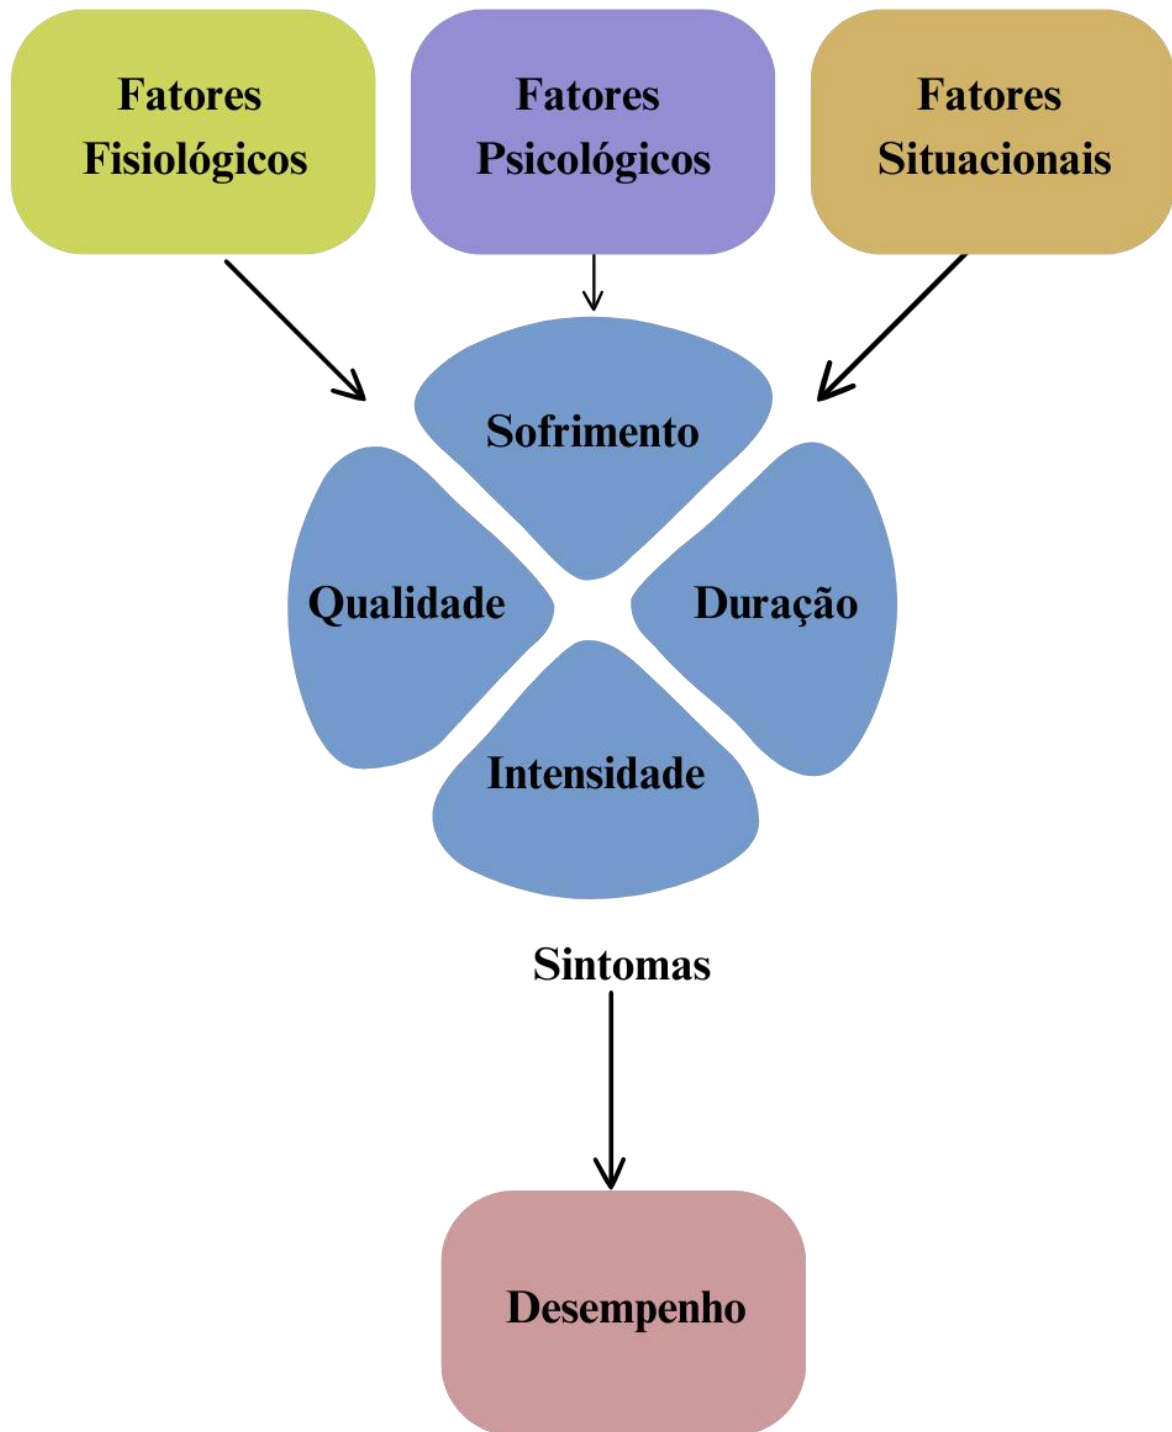 Fatores
Fisiológicos
Fatores
Psicológicos
Fatores
Situacionais
Sofrimento
Qualidade
Duração
Intensidade
Sintomas
Desempenho